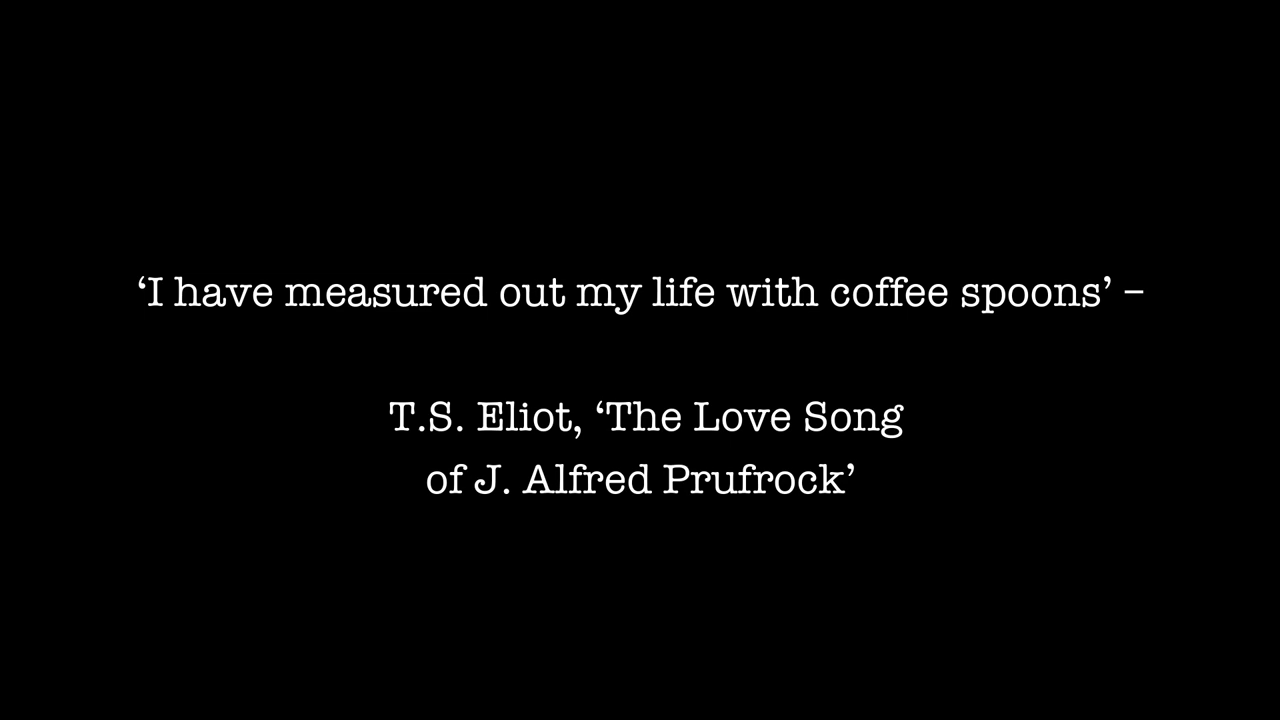 ‘I have measured out my life with coffee spoons’ –
T.S. Eliot, ‘The Love Song
of J. Alfred Prufrock’